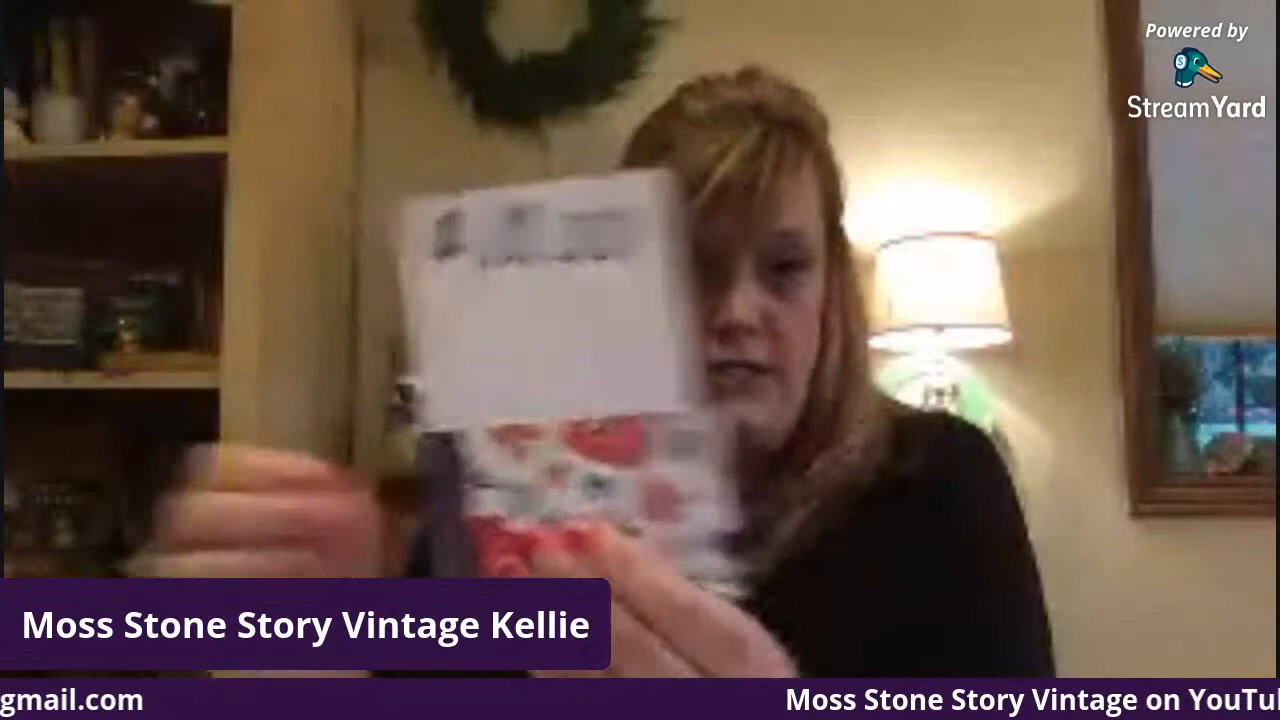 Powered by
StreamYard
Moss Stone Story Vintage Kellie
gmail.com
Moss Stone Story Vintage on YouTu